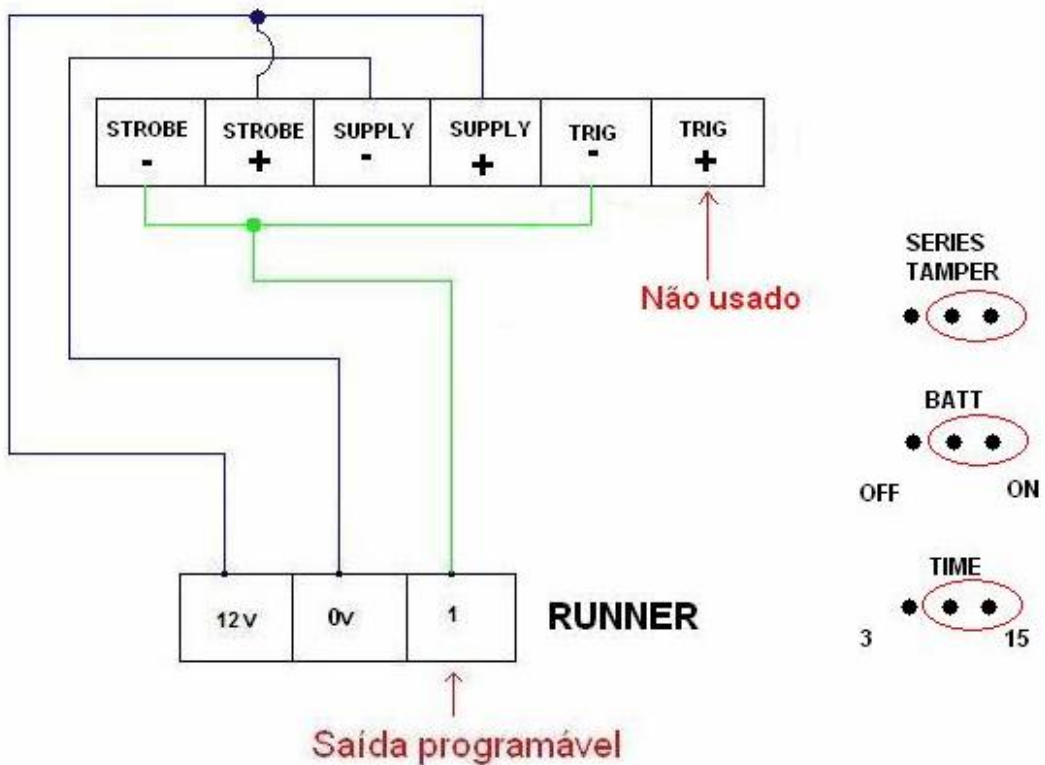 STROBE STROBE SUPPLY SUPPLY TRIG TRIG
- + - + - +
Não usado
SERIES
TAMPER
BATT
OFF ON
TIME
3 15
12V 0V 1 RUNNER
Saída programável